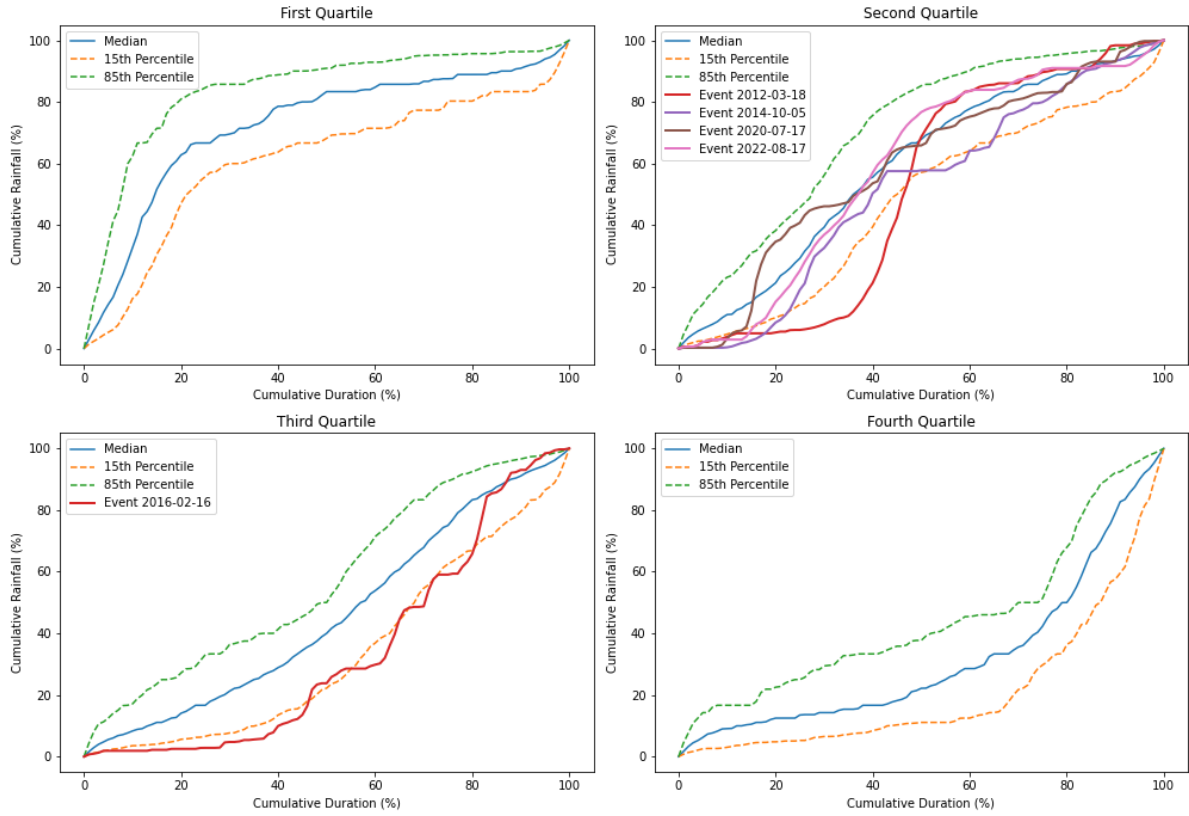 First Quartile
100
80
60
40
20
0
Cumulative Rainfall (%)
Median
15th Percentile
85th Percentile
0 20 40 60 80 100
Cumulative Duration (%)
Second Quartile
100
80
60
40
20
0
Cumulative Rainfall (%)
Median
15th Percentile
85th Percentile
Event 2012-03-18
Event 2014-10-05
Event 2020-07-17
Event 2022-08-17
0 20 40 60 80 100
Cumulative Duration (%)
Third Quartile
100
80
60
40
20
0
Cumulative Rainfall (%)
Median
15th Percentile
85th Percentile
Event 2016-02-16
0 20 40 60 80 100
Cumulative Duration (%)
Fourth Quartile
100
80
60
40
20
0
Cumulative Rainfall (%)
Median
15th Percentile
85th Percentile
0 20 40 60 80 100
Cumulative Duration (%)